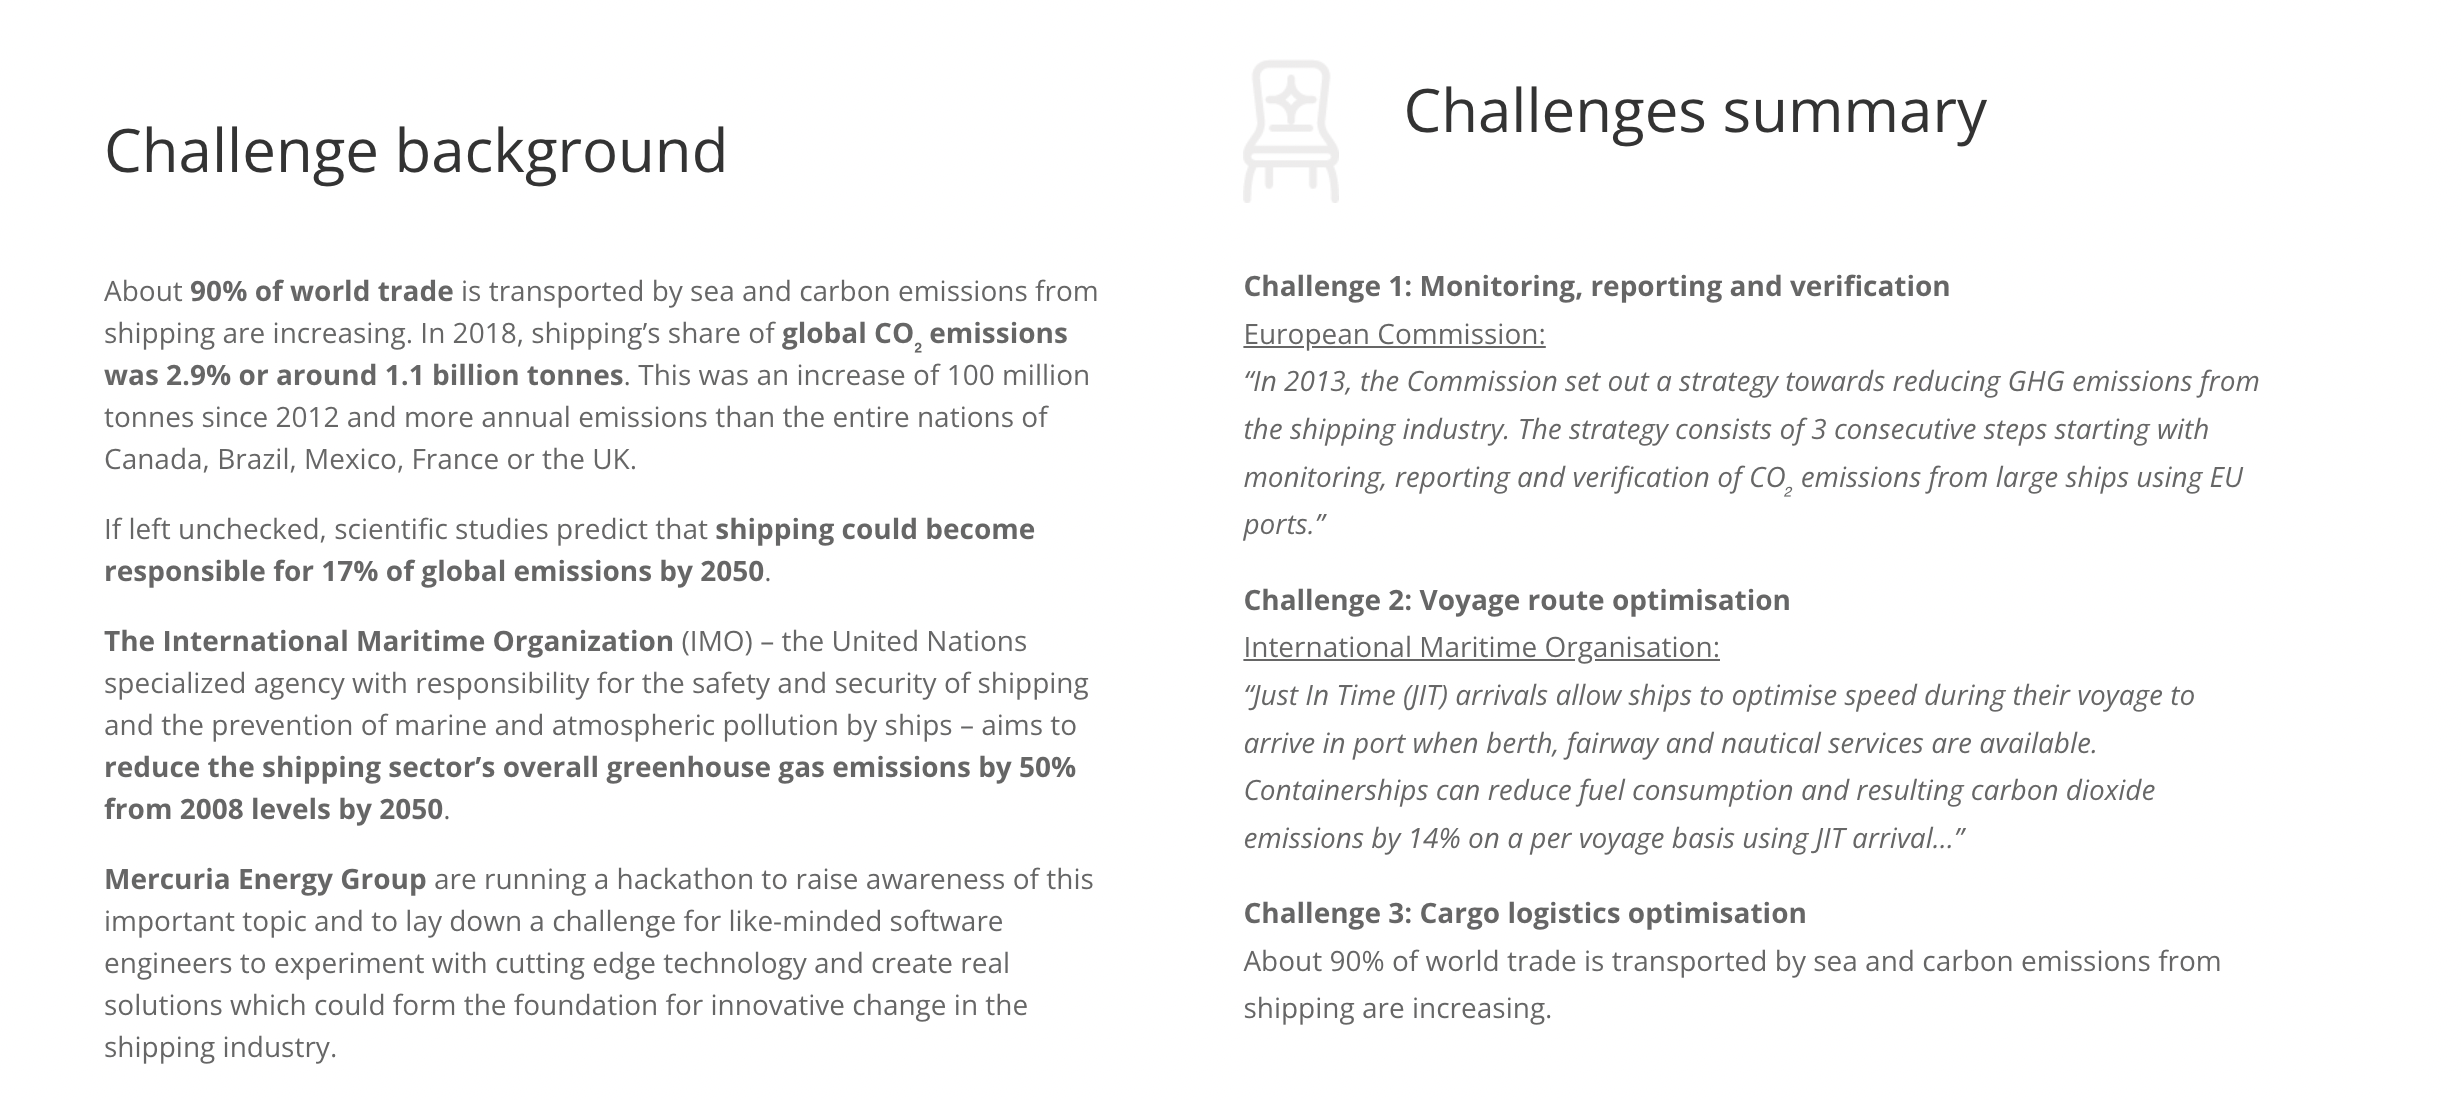 Challenge background
About 90% of world trade is transported by sea and carbon emissions from
shipping are increasing. In 2018, shipping’s share of global CO₂ emissions
was 2.9% or around 1.1 billion tonnes. This was an increase of 100 million
tonnes since 2012 and more annual emissions than the entire nations of
Canada, Brazil, Mexico, France or the UK.
If left unchecked, scientific studies predict that shipping could become
responsible for 17% of global emissions by 2050.
The International Maritime Organization (IMO) – the United Nations
specialized agency with responsibility for the safety and security of shipping
and the prevention of marine and atmospheric pollution by ships – aims to
reduce the shipping sector’s overall greenhouse gas emissions by 50%
from 2008 levels by 2050.
Mercuria Energy Group are running a hackathon to raise awareness of this
important topic and to lay down a challenge for like-minded software
engineers to experiment with cutting edge technology and create real
solutions which could form the foundation for innovative change in the
shipping industry.
Challenges summary
Challenge 1: Monitoring, reporting and verification
European Commission:
“In 2013, the Commission set out a strategy towards reducing GHG emissions from
the shipping industry. The strategy consists of 3 consecutive steps starting with
monitoring, reporting and verification of CO₂ emissions from large ships using EU
ports.”
Challenge 2: Voyage route optimisation
International Maritime Organisation:
“Just In Time (JIT) arrivals allow ships to optimise speed during their voyage to
arrive in port when berth, fairway and nautical services are available.
Containerships can reduce fuel consumption and resulting carbon dioxide
emissions by 14% on a per voyage basis using JIT arrival…”
Challenge 3: Cargo logistics optimisation
About 90% of world trade is transported by sea and carbon emissions from
shipping are increasing.